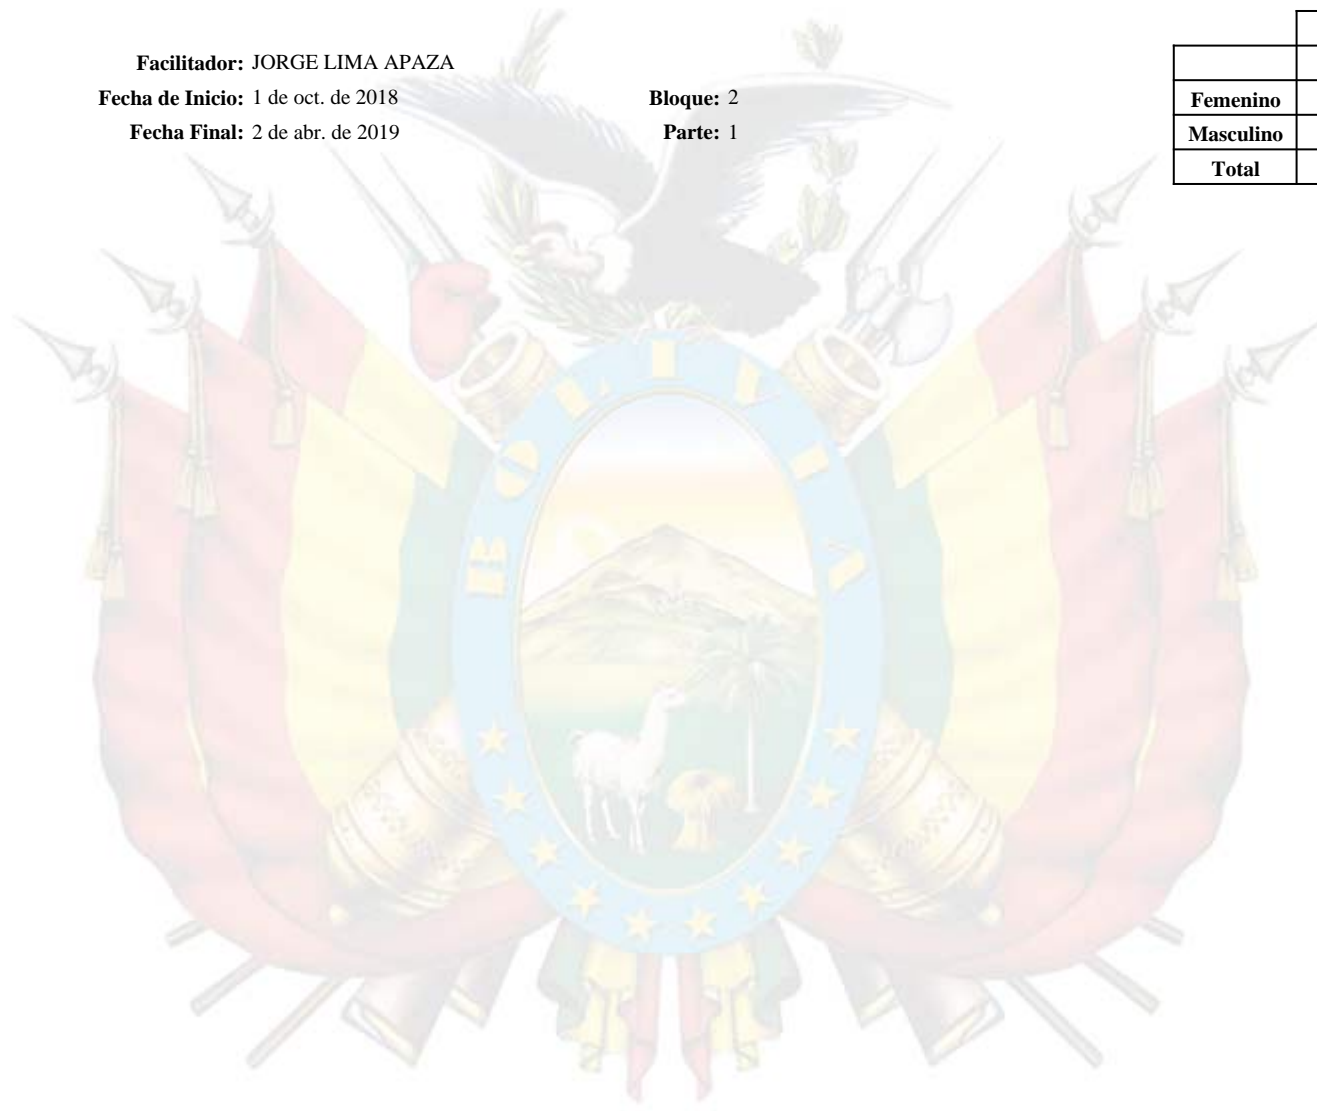 Facilitador: JORGE LIMA APAZA
Fecha de Inicio: 1 de oct. de 2018 Bloque: 2
Fecha Final: 2 de abr. de 2019 Parte: 1
Femenino
Masculino
Total
BOLIVIA